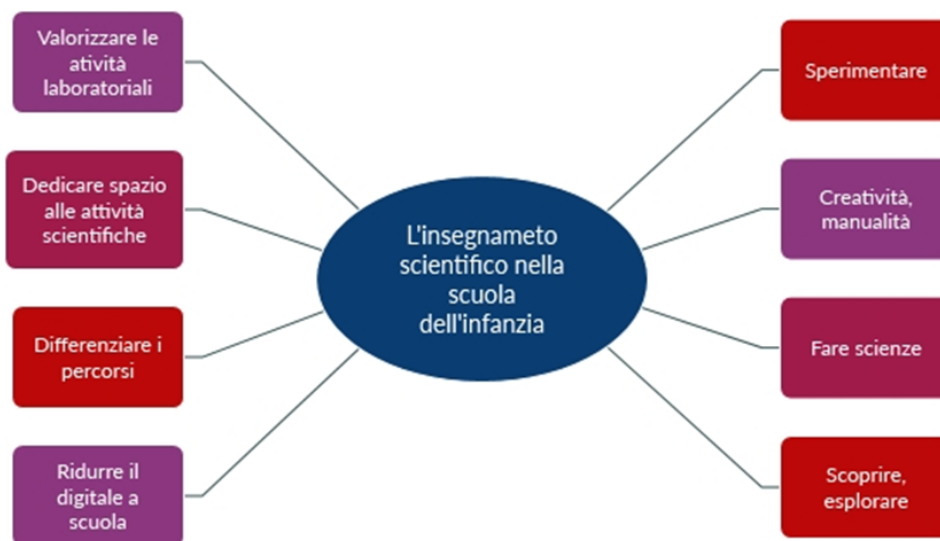 Valorizzare le
atività
laboratoriali
Dedicare spazio
alle attività
scientifiche
Differenziare i
percorsi
Ridurre il
digitale a
scuola
L'insegnameto
scientifico nella
scuola
dell'infanzia
Sperimentare
Creatività,
manualità
Fare scienze
Scoprire,
esplorare